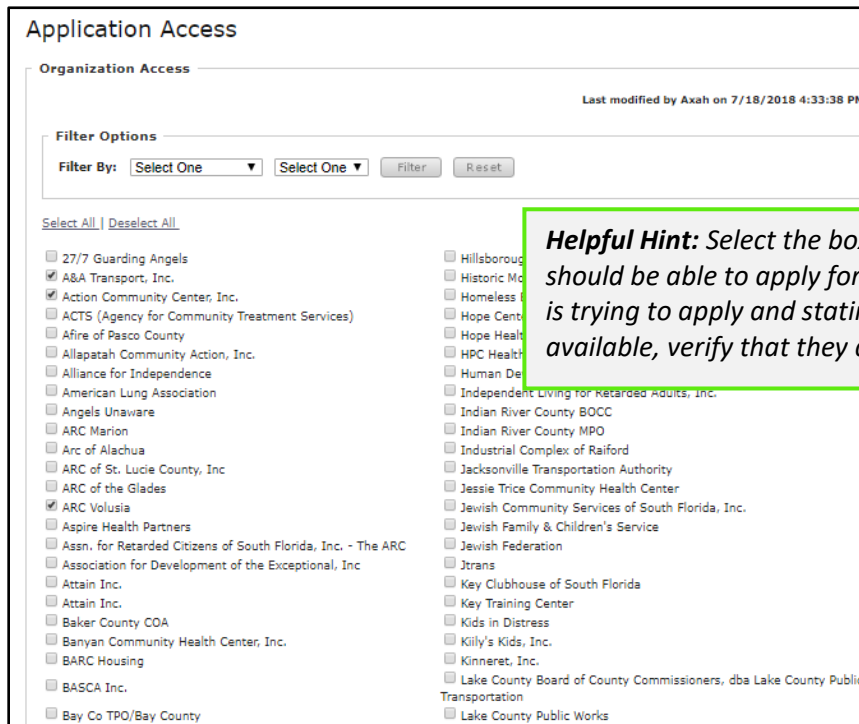 Application Access
Organization Access
Last modified by Axah on 7/18/2018 4:33:38 PM
Filter Options
Filter By: Select One Select One Filter Reset
Select All | Deselect All
27/7 Guarding Angels
A&A Transport, Inc.
Action Community Center, Inc.
ACTS (Agency for Community Treatment Services)
Afire of Pasco County
Allapatah Community Action, Inc.
Alliance for Independence
American Lung Association
Angels Unaware
ARC Marion
Arc of Alachua
ARC of St. Lucie County, Inc
ARC of the Glades
ARC Volusia
Aspire Health Partners
Assn. for Retarded Citizens of South Florida, Inc. - The ARC
Association for Development of the Exceptional, Inc
Attain Inc.
Attain Inc.
Baker County COA
Banyan Community Health Center, Inc.
BARC Housing
BASCA Inc.
Bay Co TPO/Bay County
Hillsboroug
Historic Mo
Homeless
Hope Cente
Hope Healt
HPC Health
Human De
Independent Living for Retarded Adults, Inc.
Indian River County BOCC
Indian River County MPO
Industrial Complex of Raiford
Jacksonville Transportation Authority
Jessie Trice Community Health Center
Jewish Community Services of South Florida, Inc.
Jewish Family & Children's Service
Jewish Federation
Jtrans
Key Clubhouse of South Florida
Key Training Center
Kids in Distress
Kiily's Kids, Inc.
Kinneret, Inc.
Lake County Board of County Commissioners, dba Lake County Public
Transportation
Lake County Public Works
Helpful Hint: Select the box
should be able to apply for
is trying to apply and stati
available, verify that they